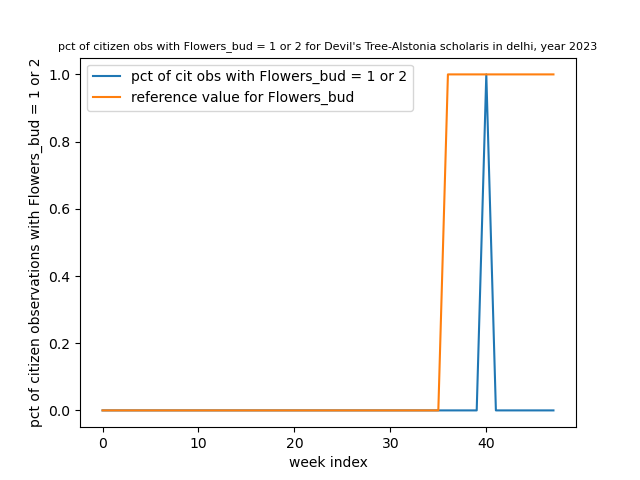 pct of citizen obs with Flowers_bud = 1 or 2 for Devil's Tree-Alstonia scholaris in delhi, year 2023
pct of citizen observations with Flowers_bud = 1 or 2
1.0
0.8
0.6
0.4
0.2
0.0
pct of cit obs with Flowers_bud = 1 or 2
reference value for Flowers_bud
0
10
20
30
40
week index